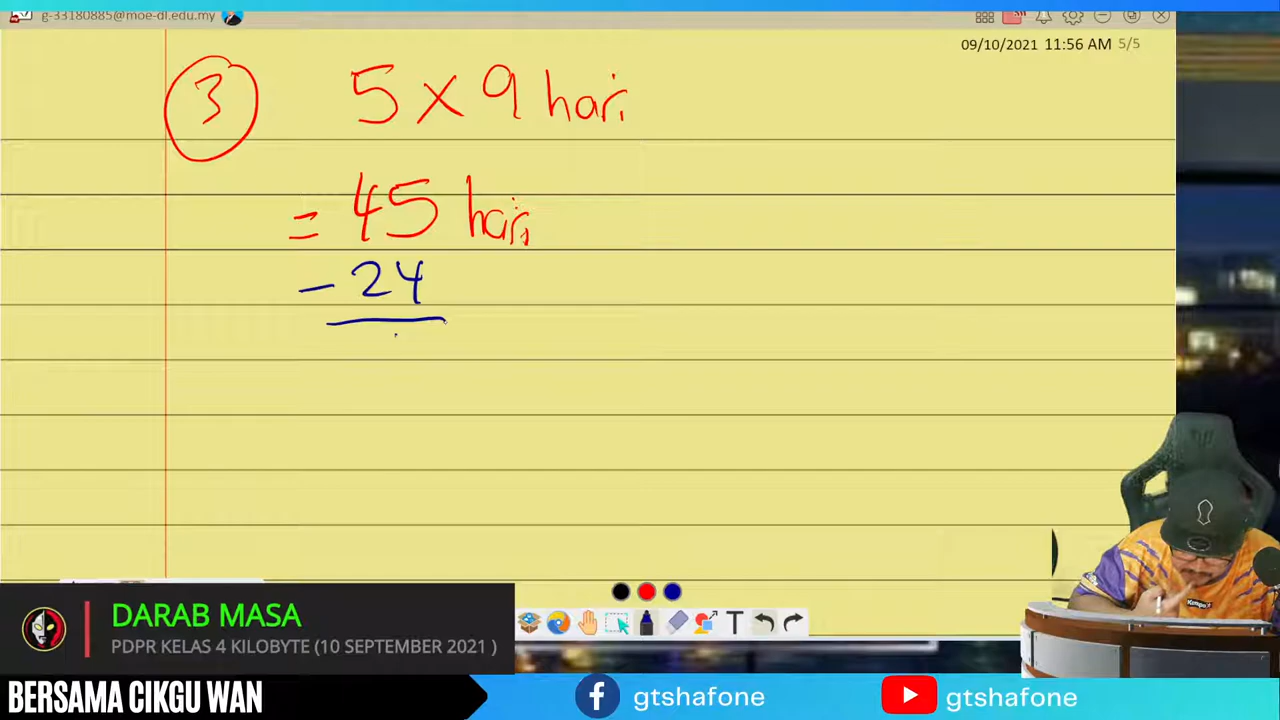 g-33180885@moe-dl.edu.my
09/10/2021 11:56 AM 5/5
3 5 × 9 hari
= 45 hari
- 24
DARAB MASA
PDPR KELAS 4 KILOBYTE (10 SEPTEMBER 2021 )
BERSAMA CIKGU WAN
gtshafone
gtshafone